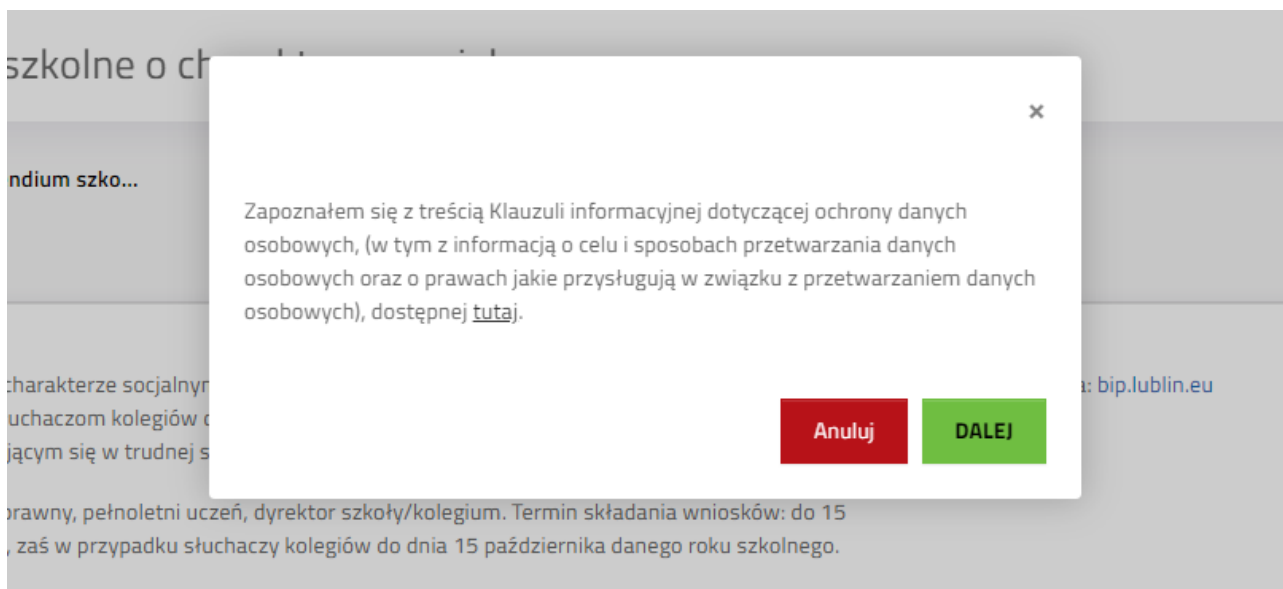 szkolne o
×
ndium szko...
Zapoznałem się z treścią Klauzuli informacyjnej dotyczącej ochrony danych
osobowych, (w tym z informacją o celu i sposobach przetwarzania danych
osobowych oraz o prawach jakie przysługują w związku z przetwarzaniem danych
osobowych), dostępnej tutaj.
charakterze socjalnym
: bip.lublin.eu
uchaczom kolegiów
jącym się w trudnej s
Anuluj
DALEJ
prawny, pełnoletni uczeń, dyrektor szkoły/kolegium. Termin składania wniosków: do 15
, zaś w przypadku słuchaczy kolegiów do dnia 15 października danego roku szkolnego.